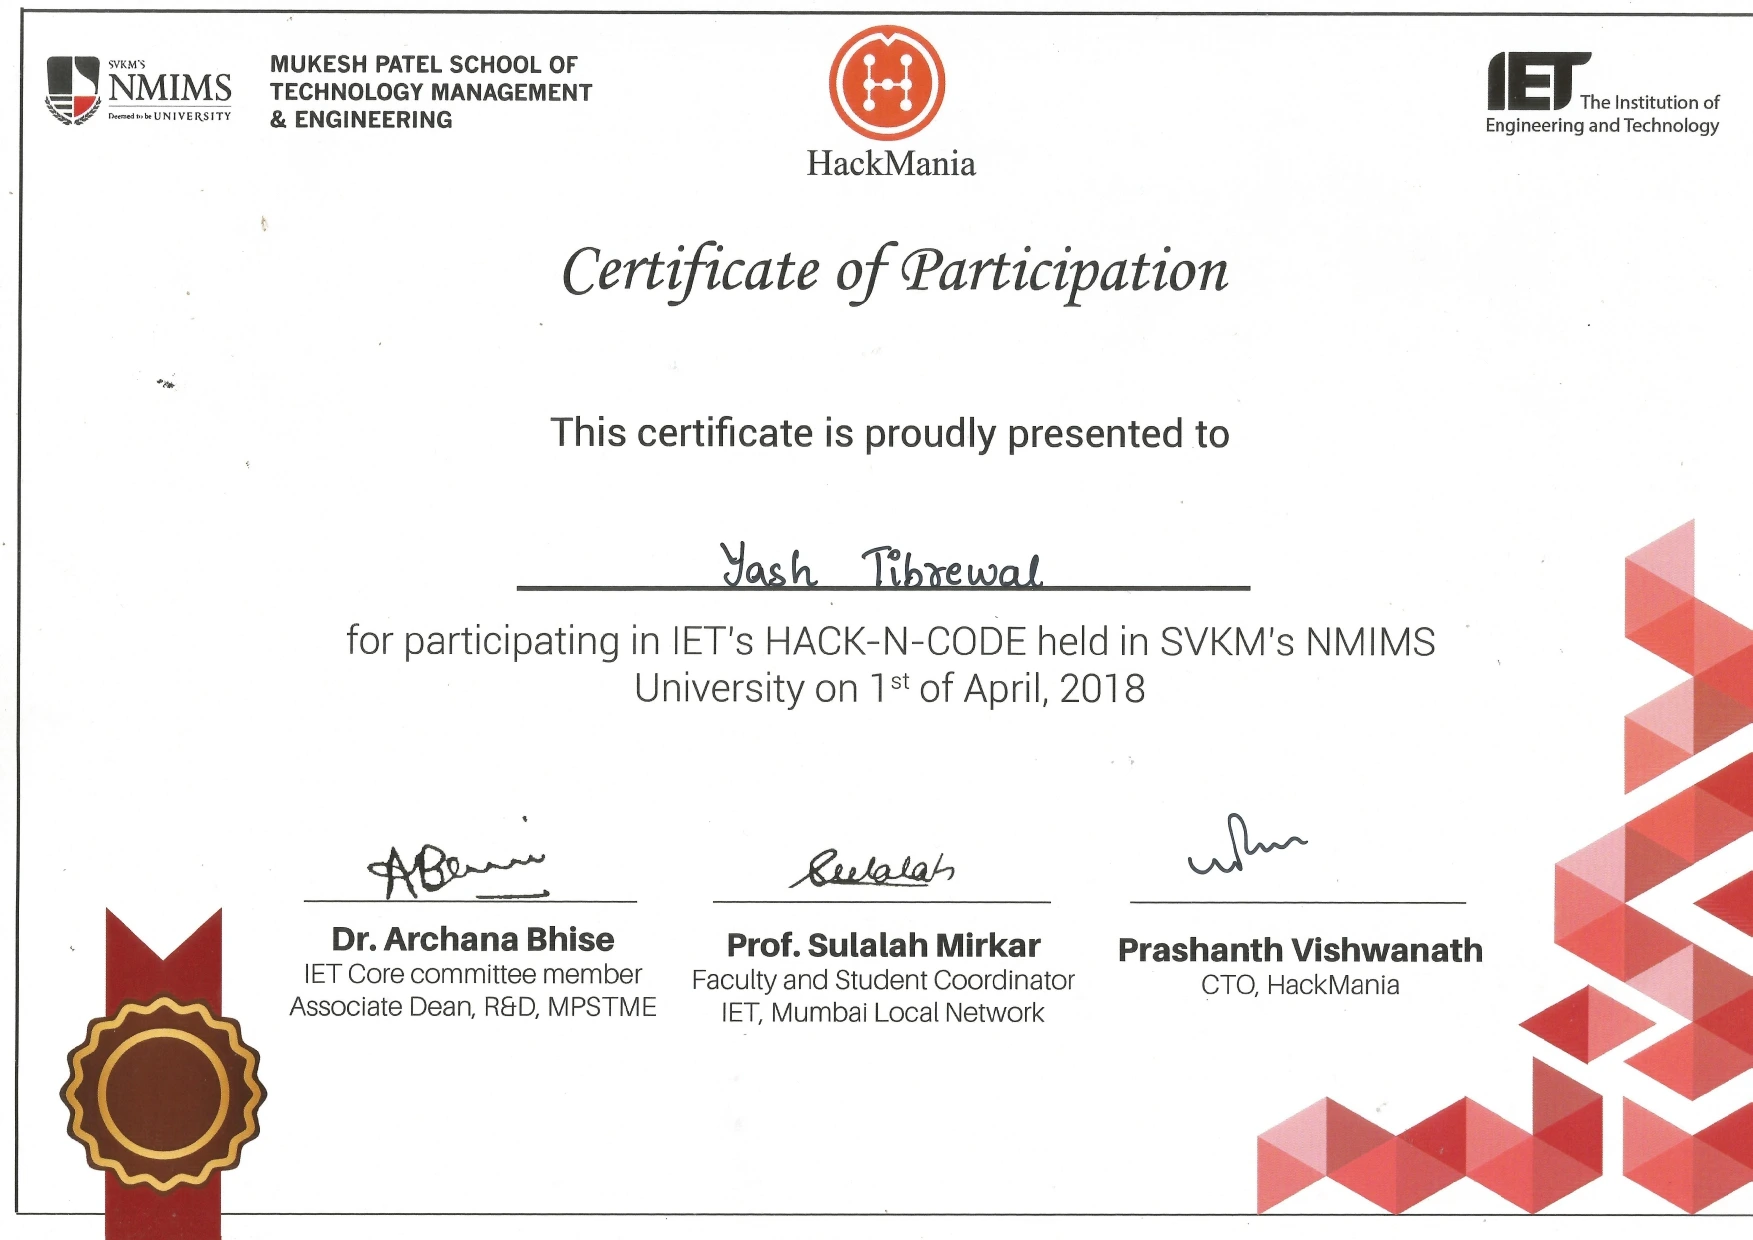 SVKM'S
NMIMS
Deemed to be UNIVERSITY
MUKESH PATEL SCHOOL OF
TECHNOLOGY MANAGEMENT
& ENGINEERING
HackMania
IET The Institution of
Engineering and Technology
Certificate of Participation
This certificate is proudly presented to
Yash Tibrewal
for participating in IET's HACK-N-CODE held in SVKM's NMIMS
University on 1st of April, 2018
Sulalah
Dr. Archana Bhise
IET Core committee member
Associate Dean, R&D, MPSTME
Prof. Sulalah Mirkar
Faculty and Student Coordinator
IET, Mumbai Local Network
Prashanth Vishwanath
CTO, HackMania